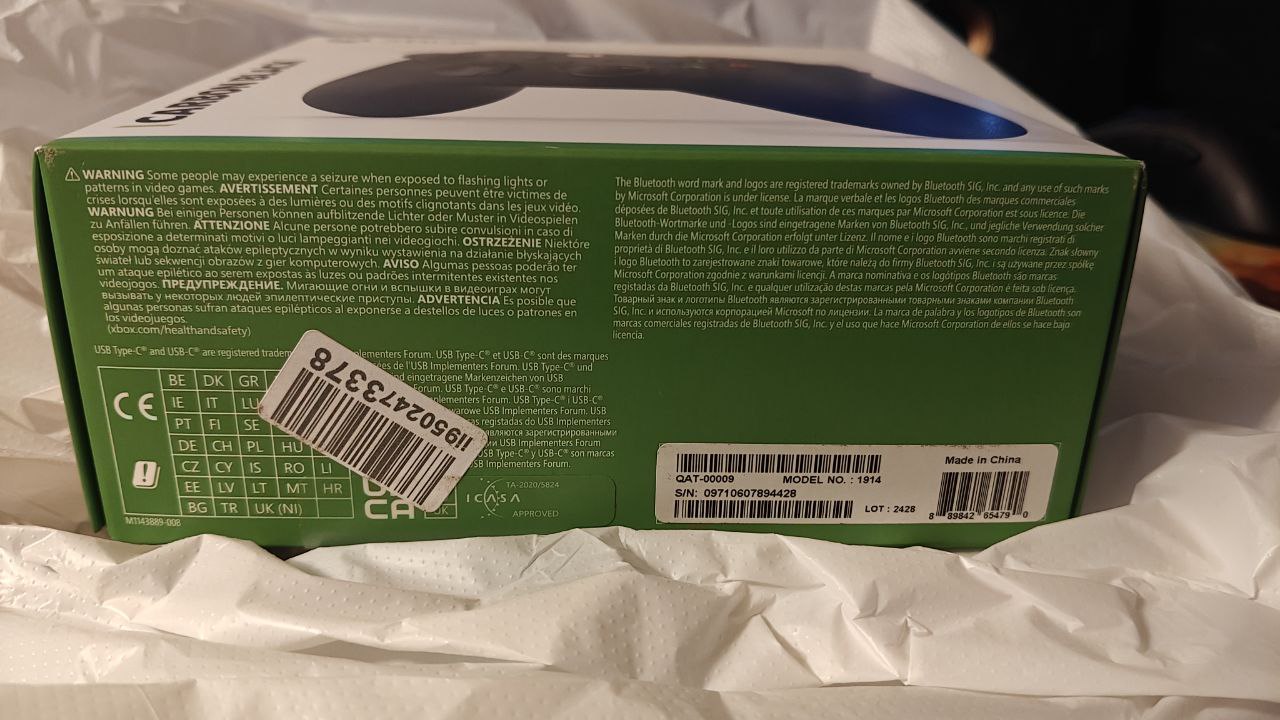 CARBON BLACK
WARNING Some people may experience a seizure when exposed to flashing lights or
patterns in video games. AVERTISSEMENT Certaines personnes peuvent être victimes de
crises lorsqu'elles sont exposées à des lumières ou des motifs clignotants dans les jeux vidéo.
WARNUNG Bei einigen Personen können aufblitzende Lichter oder Muster in Videospielen
zu Anfällen führen. ATTENZIONE Alcune persone potrebbero subire convulsioni in caso di
esposizione a determinati motivi o luci lampeggianti nei videogiochi. OSTRZEŻENIE Niektóre
osoby mogą doznać ataków epileptycznych w wyniku wystawienia na działanie błyskających
świateł lub sekwencji obrazów z gier komputerowych. AVISO Algumas pessoas poderão ter
um ataque epilético ao serem expostas às luzes ou padrões intermitentes existentes nos
videojogos. ПРЕДУПРЕЖДЕНИЕ. Мигающие огни и вспышки в видеоиграх могут
вызывать у некоторых людей эпилептические приступы. ADVERTENCIA Es posible que
algunas personas sufran ataques epilépticos al exponerse a destellos de luces o patrones en
los videojuegos.
(xbox.com/healthandsafety)
The Bluetooth word mark and logos are registered trademarks owned by Bluetooth SIG, Inc. and any use of such marks
by Microsoft Corporation is under license. La marque verbale et les logos Bluetooth des marques commerciales
déposées de Bluetooth SIG, Inc. et toute utilisation de ces marques par Microsoft Corporation est sous licence. Die
Bluetooth-Wortmarke und -Logos sind eingetragene Marken von Bluetooth SIG, Inc., und jegliche Verwendung solcher
Marken durch Microsoft Corporation erfolgt unter Lizenz. Il nome e i logo Bluetooth sono marchi registrati di
proprietà di Bluetooth SIG, Inc. e il loro utilizzo da parte di Microsoft Corporation avviene secondo licenza. Znak słowny
i logo Bluetooth to zarejestrowane znaki towarowe, które należą do firmy Bluetooth SIG, Inc. i są używane przez spółkę
Microsoft Corporation zgodnie z warunkami licencji. A marca nominativa e os logótipos Bluetooth são marcas
registadas da Bluetooth SIG, Inc. e qualquer utilização destas marcas pela Microsoft Corporation é feita sob licença.
Товарный знак и логотипы Bluetooth являются зарегистрированными товарными знаками компании Bluetooth
SIG, Inc. и используются корпорацией Microsoft по лицензии. La marca de palabra y los logotipos de Bluetooth son
marcas comerciales registradas de Bluetooth SIG, Inc. y el uso que hace Microsoft Corporation de ellos se hace bajo
licencia.
USB Type-C® and USB-C® are registered Forum. USB Type-C® et USB-C® sont des marques
de l'USB Implementers Forum. USB Type-C® und
eingetragene Markenzeichen von USB
Forum. USB Type-C® e USB-C® sono marchi
Implementers Forum. USB Type-C® i USB-C®
USB Implementers Forum. USB
registadas do USB Implementers
зарегистрированными
USB Implementers Forum
USB Type-C® y USB-C® son marcas
USB Implementers Forum.
119502473378
CE
BE DK GR
IE IT LU
PT FI SE
DE CH PL HU
CZ CY IS RO LI
EE LV LT MT HR
BG TR UK (NI)
M1143889-008
CA
UK
ICASA
TA-2020/5824
APPROVED
QAT-00009 MODEL NO. : 1914
S/N: 09710607894428
LOT : 2428
Made in China
8 89842 65479 0